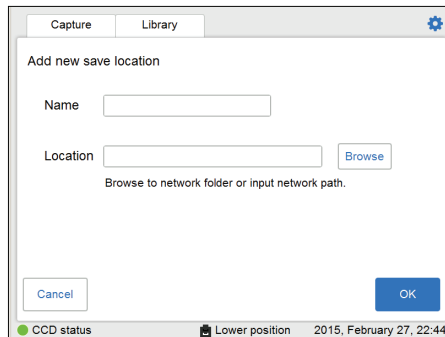 Capture Library
Add new save location
Name
Location Browse
Browse to network folder or input network path.
Cancel OK
CCD status Lower position 2015, February 27, 22:44